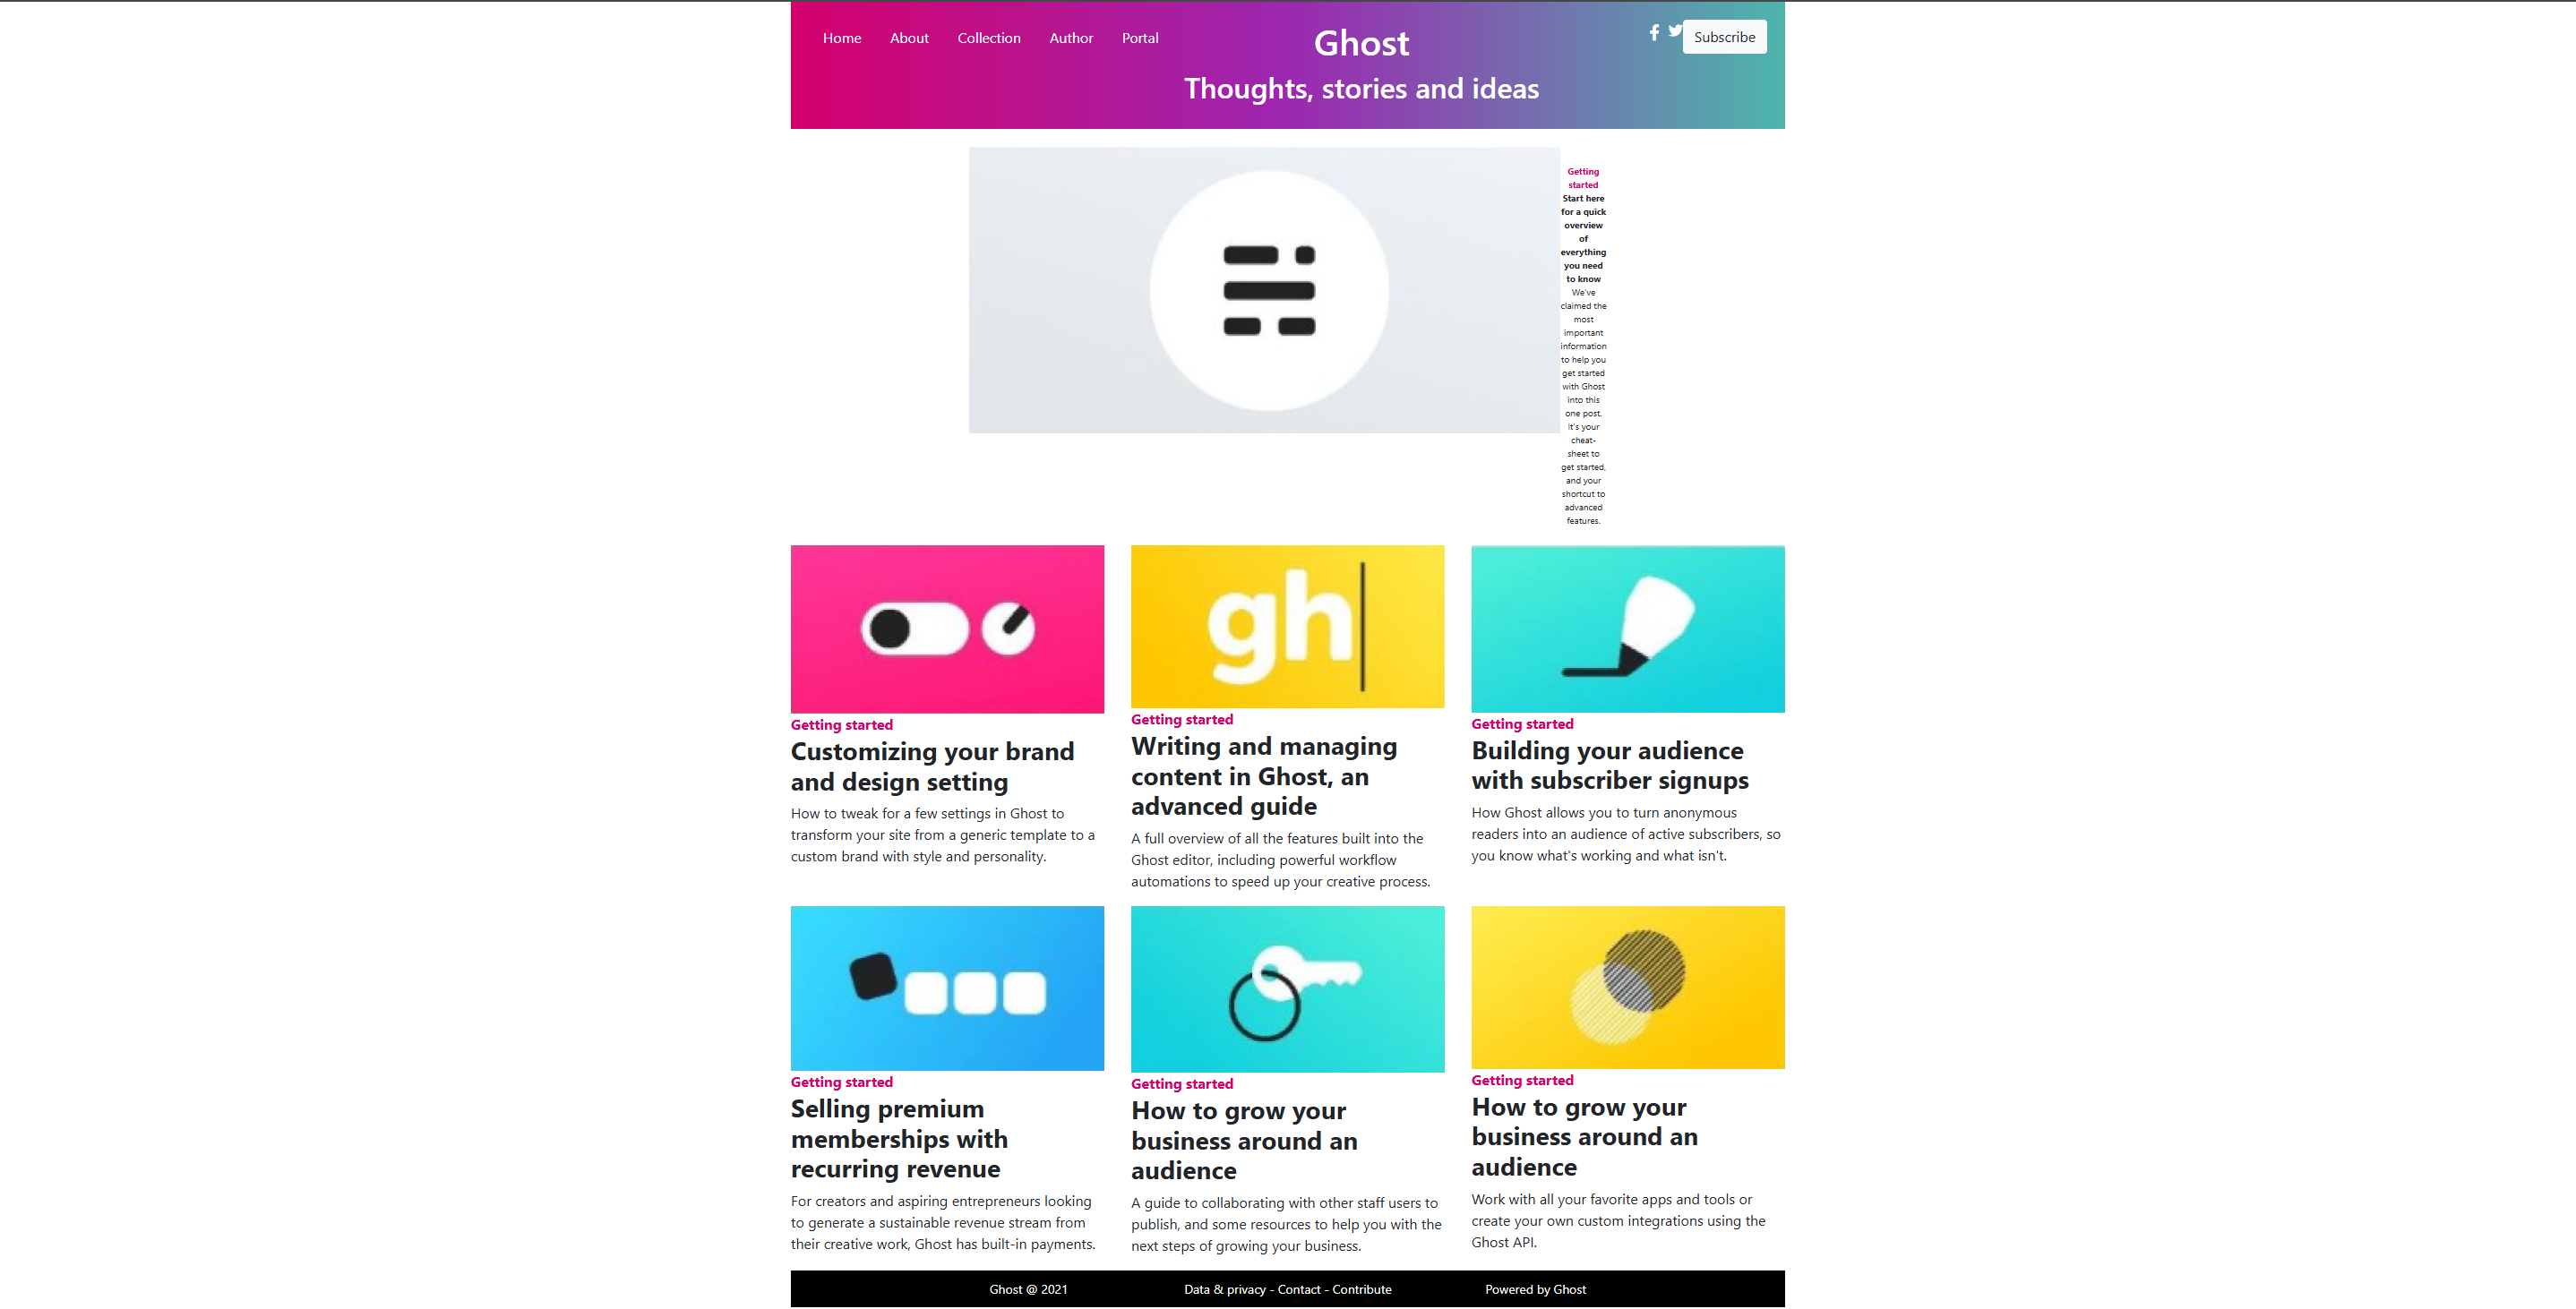 Home About Collection Author Portal
Ghost
Thoughts, stories and ideas
Subscribe
Getting
started
Start here
for a quick
overview
of
everything
you need
to know
We've
claimed the
most
important
information
to help you
get started
with Ghost
into this
one post.
It's your
cheat-
sheet to
get started,
and your
shortcut to
advanced
features.
gh
Getting started
Customizing your brand
and design setting
How to tweak for a few settings in Ghost to
transform your site from a generic template to a
custom brand with style and personality.
Getting started
Writing and managing
content in Ghost, an
advanced guide
A full overview of all the features built into the
Ghost editor, including powerful workflow
automations to speed up your creative process.
Getting started
Building your audience
with subscriber signups
How Ghost allows you to turn anonymous
readers into an audience of active subscribers, so
you know what's working and what isn't.
Getting started
Selling premium
memberships with
recurring revenue
For creators and aspiring entrepreneurs looking
to generate a sustainable revenue stream from
their creative work, Ghost has built-in payments.
Getting started
How to grow your
business around an
audience
A guide to collaborating with other staff users to
publish, and some resources to help you with the
next steps of growing your business.
Getting started
How to grow your
business around an
audience
Work with all your favorite apps and tools or
create your own custom integrations using the
Ghost API.
Ghost @ 2021
Data & privacy - Contact - Contribute
Powered by Ghost